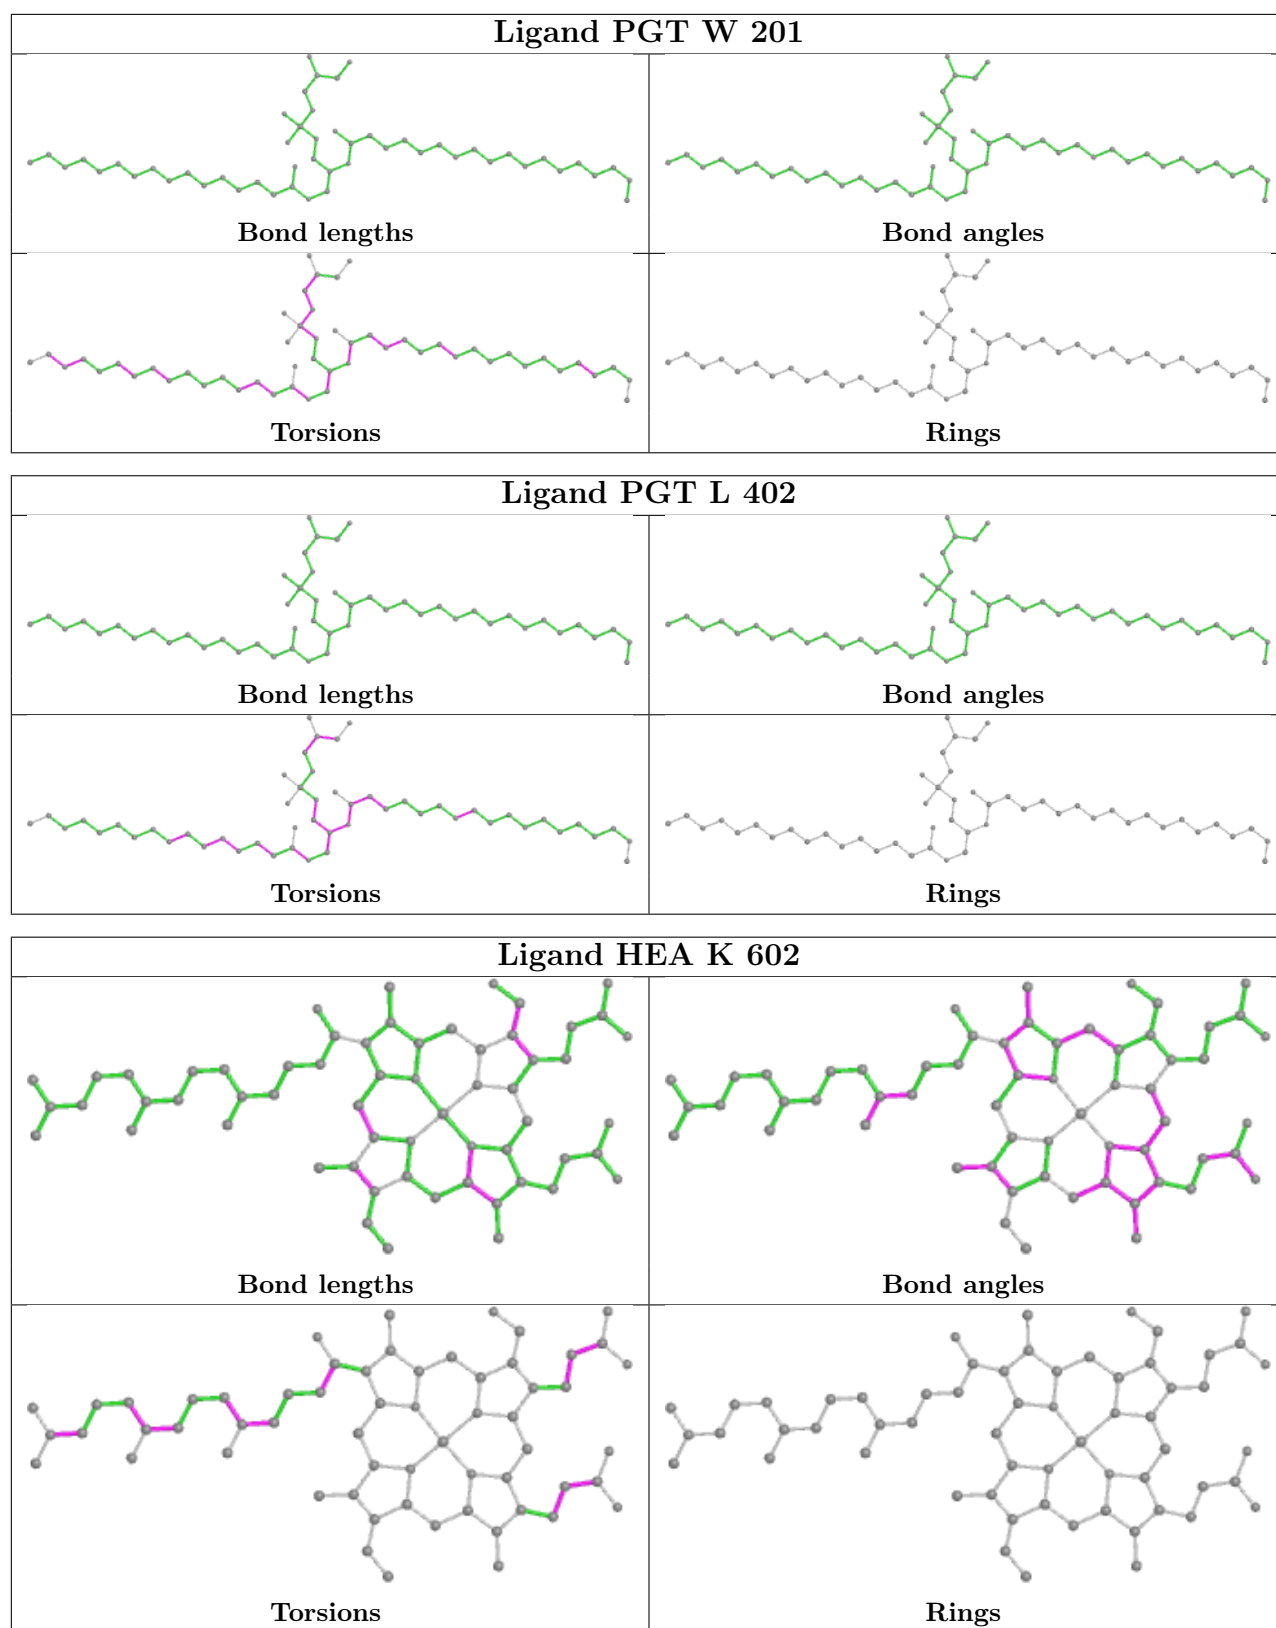 Ligand PGT W 201
Bond lengths
Bond angles
Torsions
Rings
Ligand PGT L 402
Bond lengths
Bond angles
Torsions
Rings
Ligand HEA K 602
Bond lengths
Bond angles
Torsions
Rings